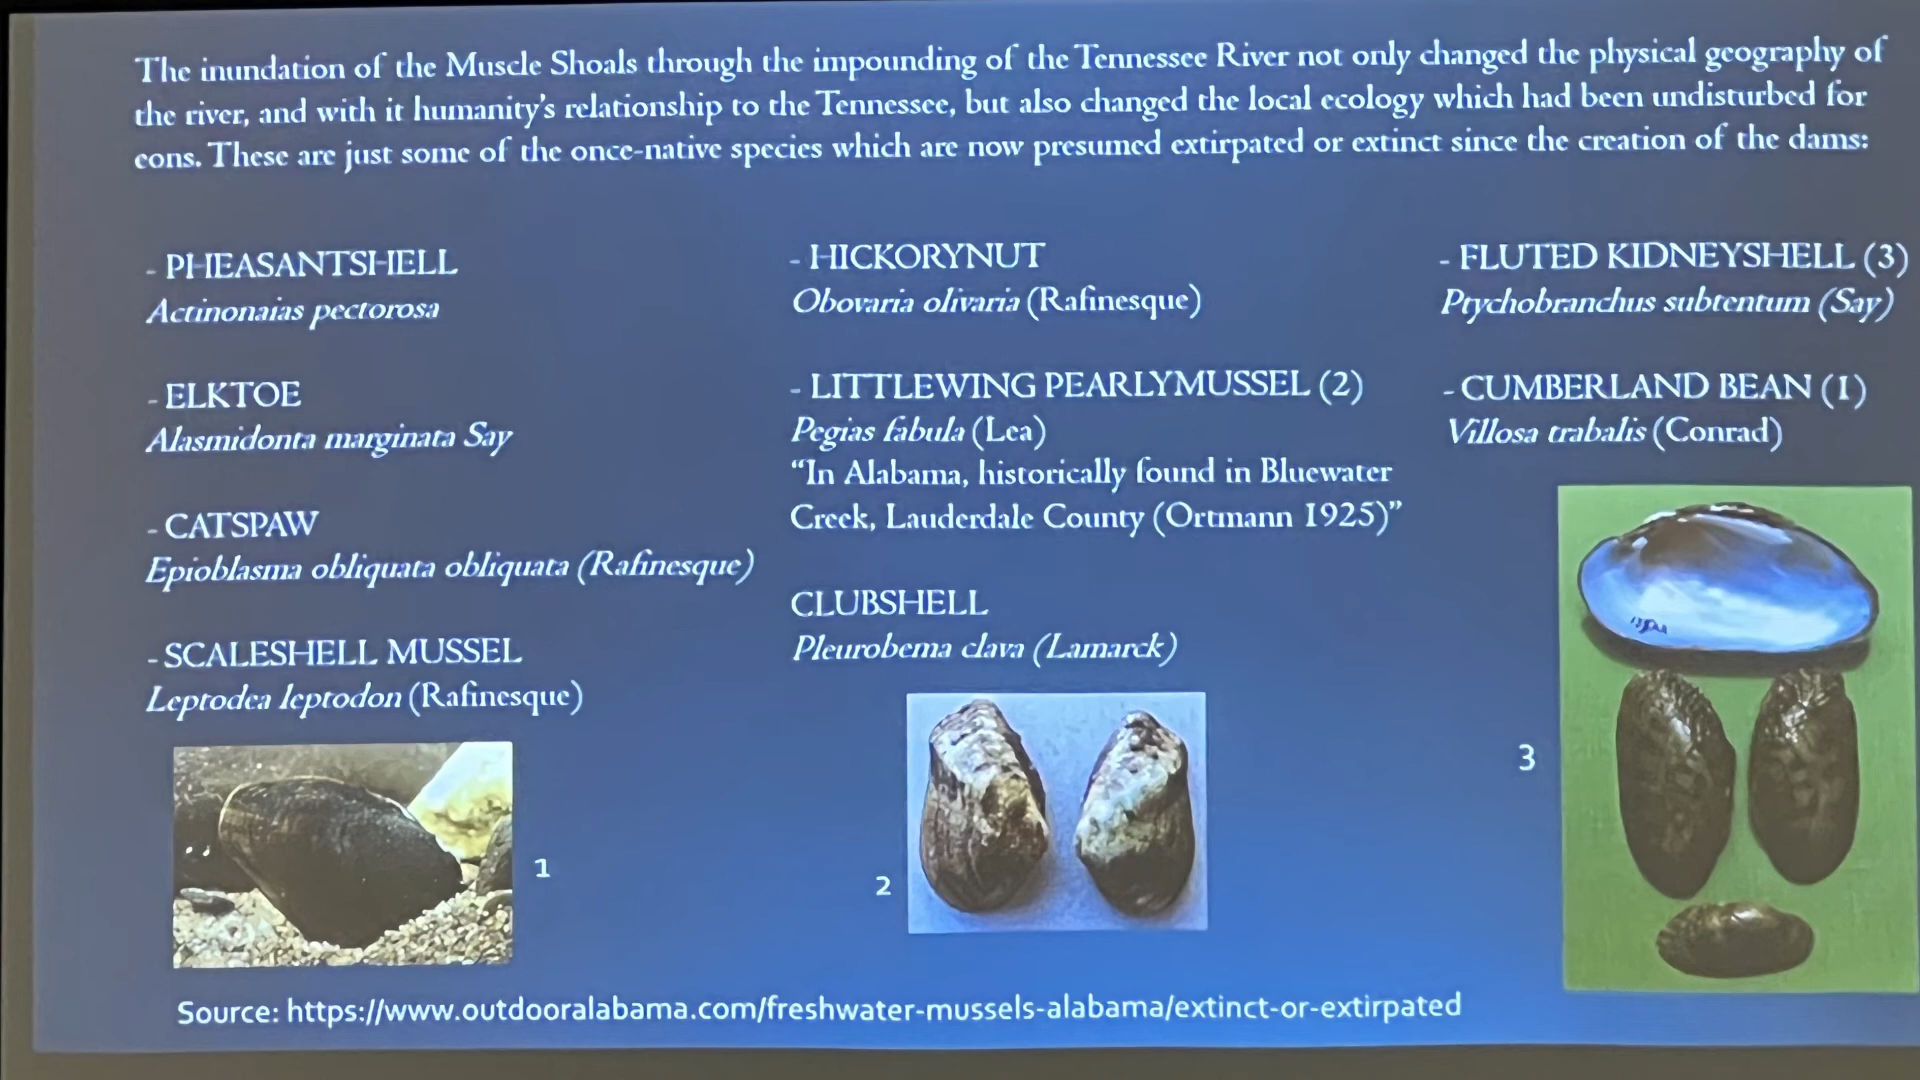 The inundation of the Muscle Shoals through the impounding of the Tennessee River not only changed the physical geography of
the river, and with it humanity's relationship to the Tennessee, but also changed the local ecology which had been undisturbed for
eons. These are just some of the once-native species which are now presumed extirpated or extinct since the creation of the dams:
- PHEASANTSHELL
Actinonaias pectorosa
- ELKTOE
Alasmidonta marginata Say
- CATSPAW
Epioblasma obliquata obliquata (Rafinesque)
- SCALESHELL MUSSEL
Leptodea leptodon (Rafinesque)
1
- HICKORYNUT
Obovaria olivaria (Rafinesque)
- LITTLEWING PEARLYMUSSEL (2)
Pegias fabula (Lea)
“In Alabama, historically found in Bluewater
Creek, Lauderdale County (Ortmann 1925)”
CLUBSHELL
Pleurobema clava (Lamarck)
2
- FLUTED KIDNEYSHELL (3)
Ptychobranchus subtentum (Say)
- CUMBERLAND BEAN (1)
Villosa trabalis (Conrad)
3
Source: https://www.outdooralabama.com/freshwater-mussels-alabama/extinct-or-extirpated